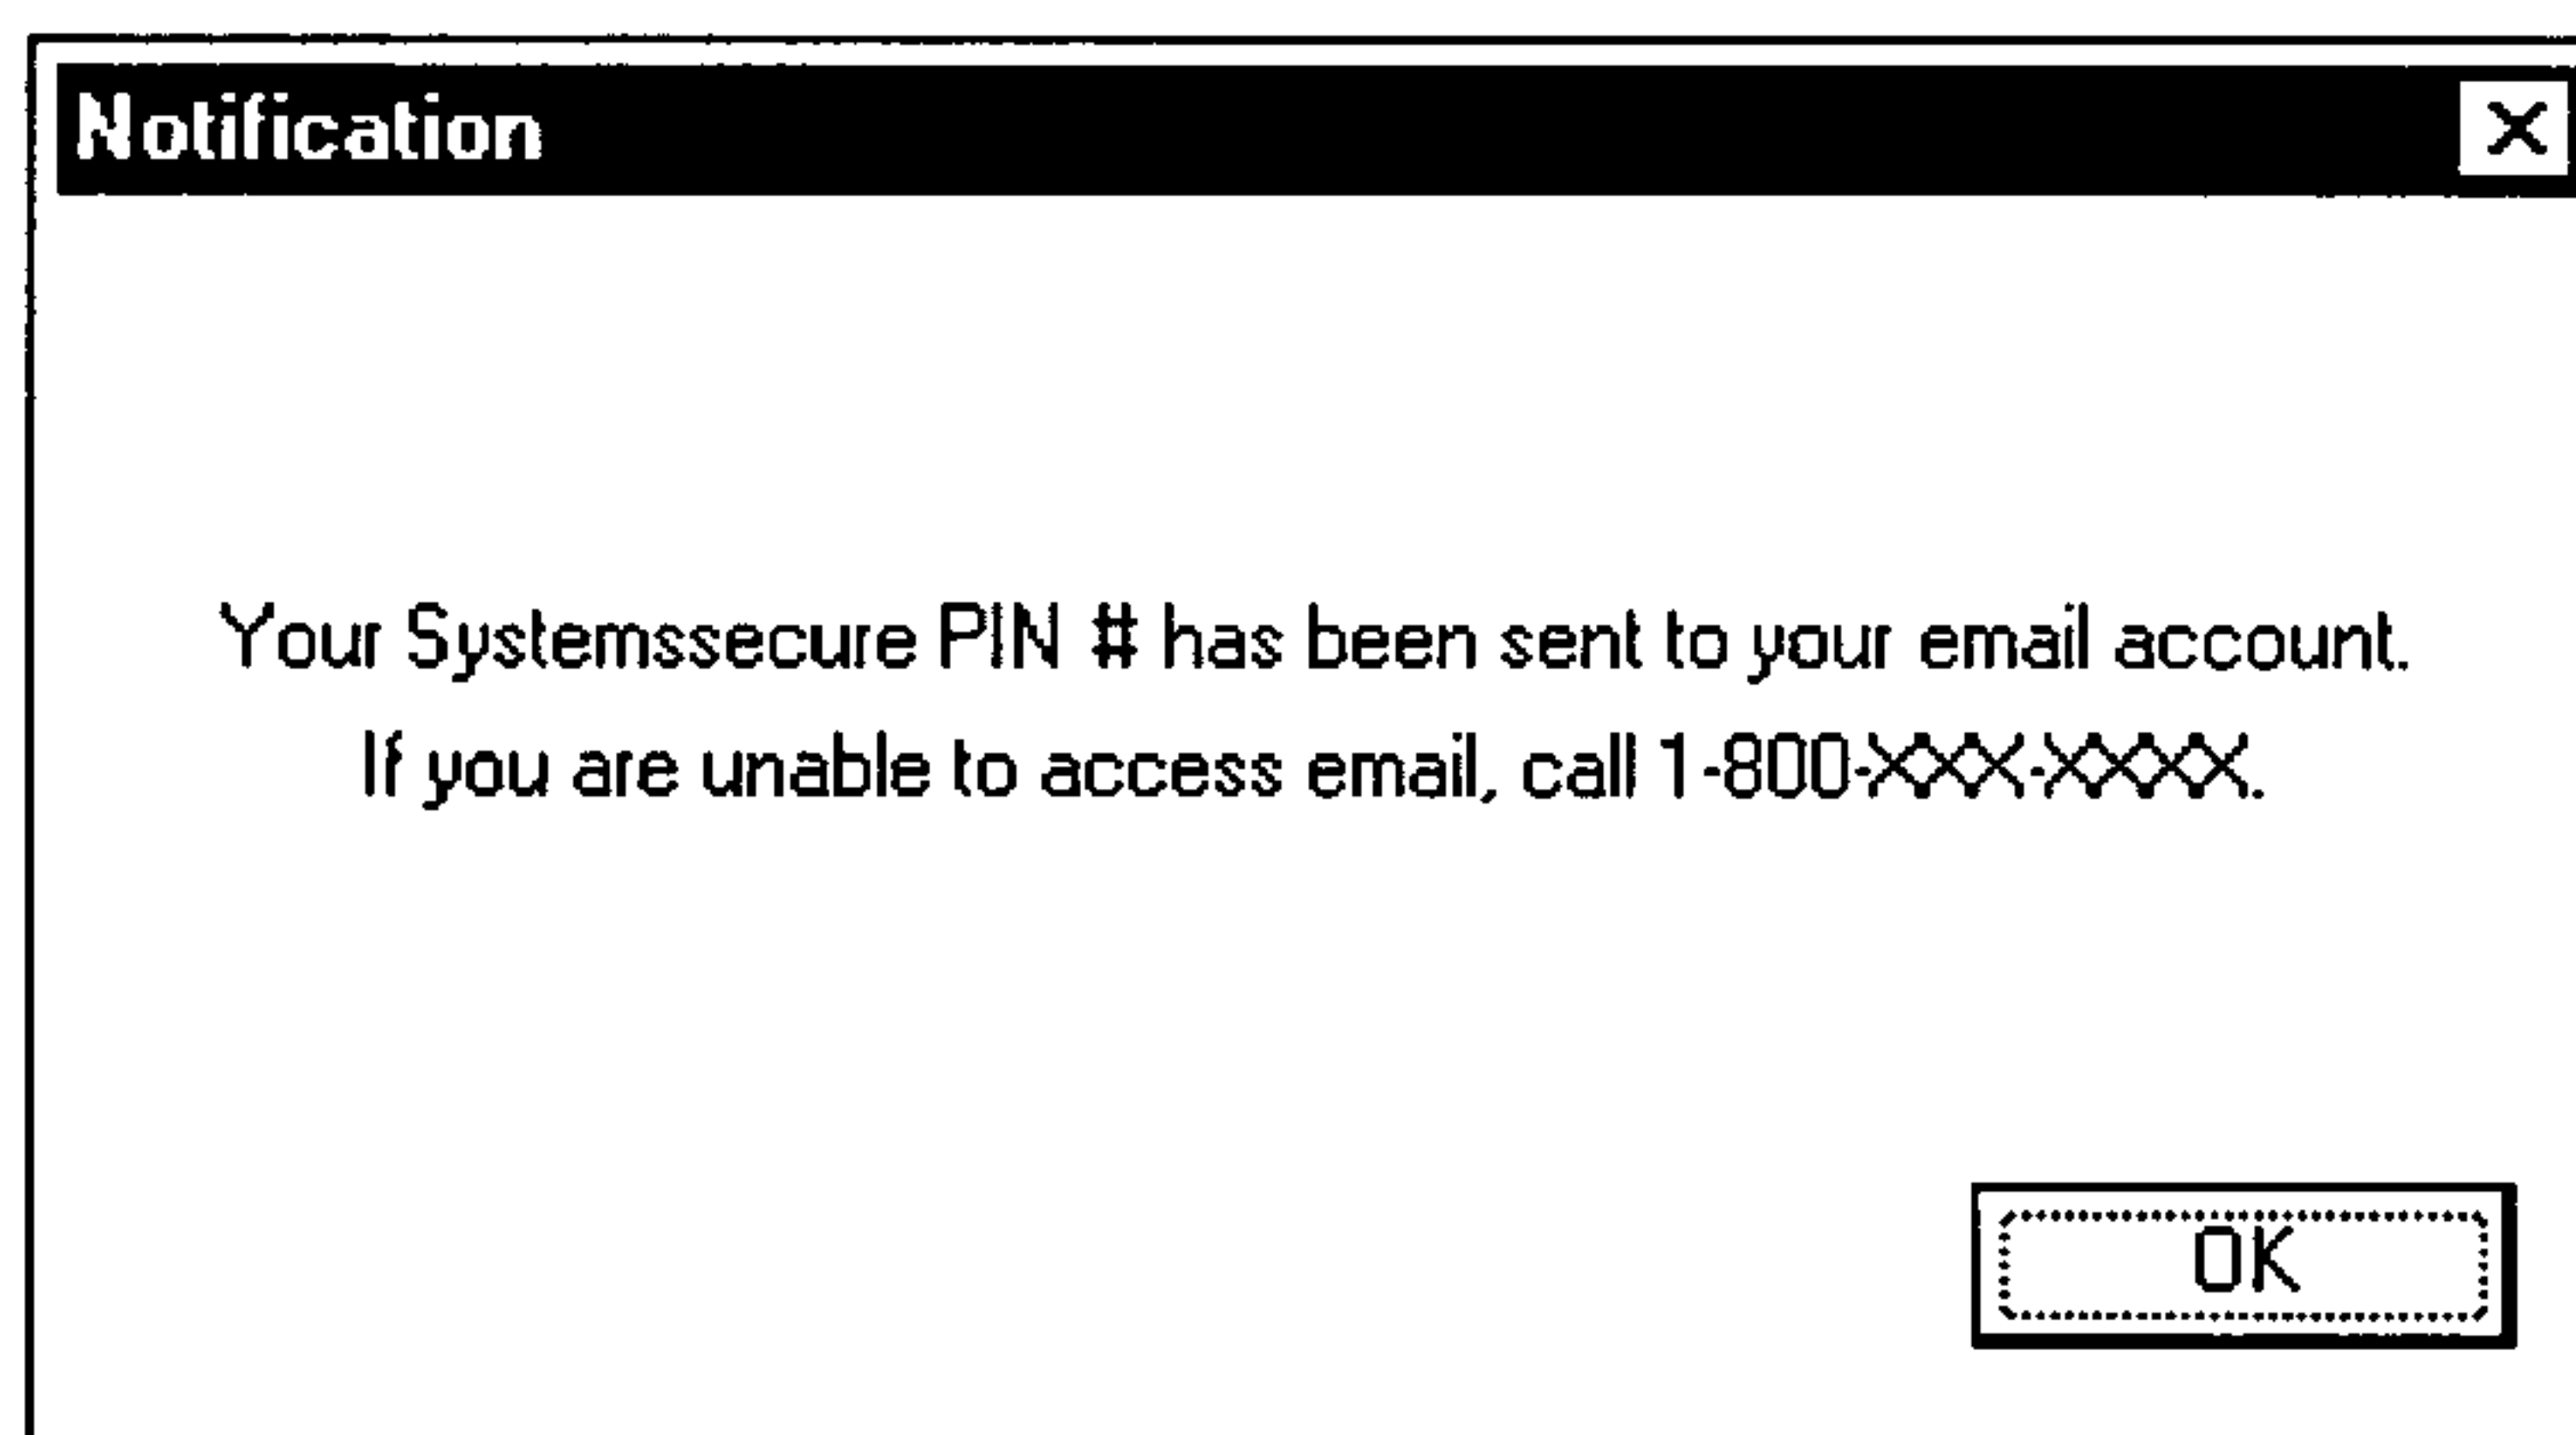 Notification
Your Systemssecure PIN # has been sent to your email account.
If you are unable to access email, call 1-800-XXX-XXXX.
OK